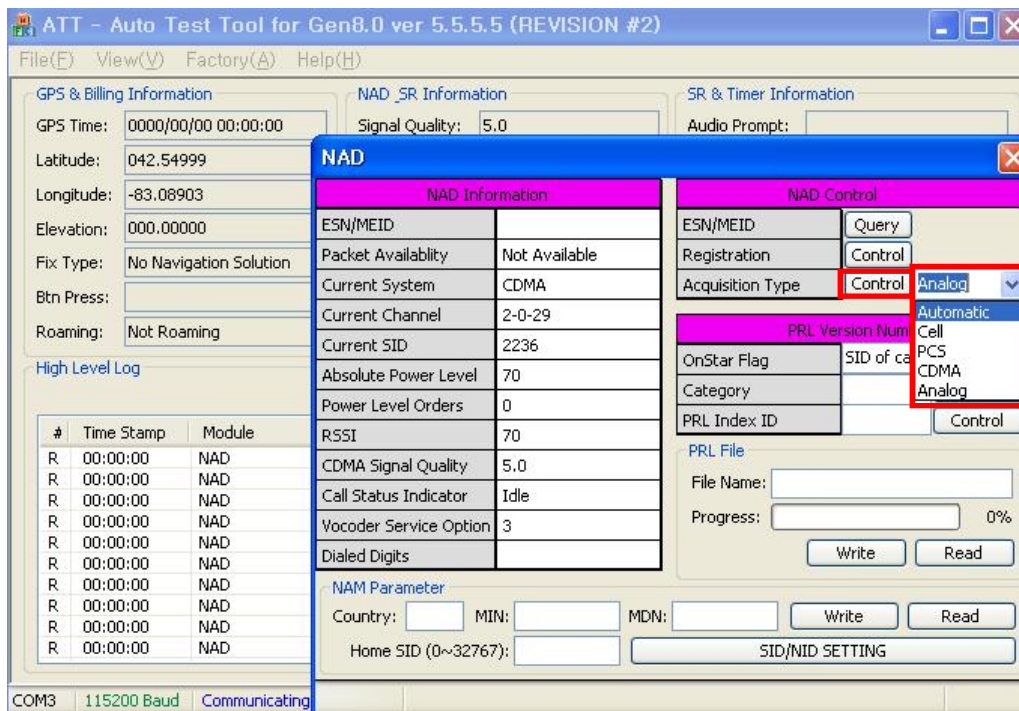 ATT - Auto Test Tool for Gen8.0 ver 5.5.5.5 (REVISION #2)
File(F) View(V) Factory(A) Help(H)
GPS & Billing Information
GPS Time: 0000/00/00 00:00:00
Latitude: 042.54999
Longitude: -83.08903
Elevation: 000.00000
Fix Type: No Navigation Solution
Btn Press:
Roaming: Not Roaming
NAD _SR Information
Signal Quality: 5.0
SR & Timer Information
Audio Prompt:
High Level Log
# Time Stamp Module
R 00:00:00 NAD
R 00:00:00 NAD
R 00:00:00 NAD
R 00:00:00 NAD
R 00:00:00 NAD
R 00:00:00 NAD
R 00:00:00 NAD
R 00:00:00 NAD
R 00:00:00 NAD
R 00:00:00 NAD
NAD
NAD Information
ESN/MEID
Packet Availablity Not Available
Current System CDMA
Current Channel 2-0-29
Current SID 2236
Absolute Power Level 70
Power Level Orders 0
RSSI 70
CDMA Signal Quality 5.0
Call Status Indicator Idle
Vocoder Service Option 3
Dialed Digits
NAD Control
ESN/MEID Query
Registration Control
Acquisition Type Control Analog
Automatic
Cell
PCS
CDMA
Analog
PRL Version Num
OnStar Flag SID of ca
Category
PRL Index ID Control
PRL File
File Name:
Progress: 0%
Write Read
NAM Parameter
Country: MIN: MDN: Write Read
Home SID (0~32767): SID/NID SETTING
COM3 115200 Baud Communicating